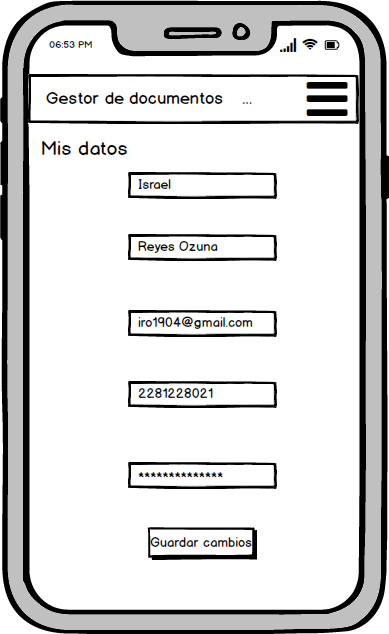 06:53 PM
Gestor de documentos ...
Mis datos
Israel
Reyes Ozuna
iro1904@gmail.com
2281228021
**************
Guardar cambios